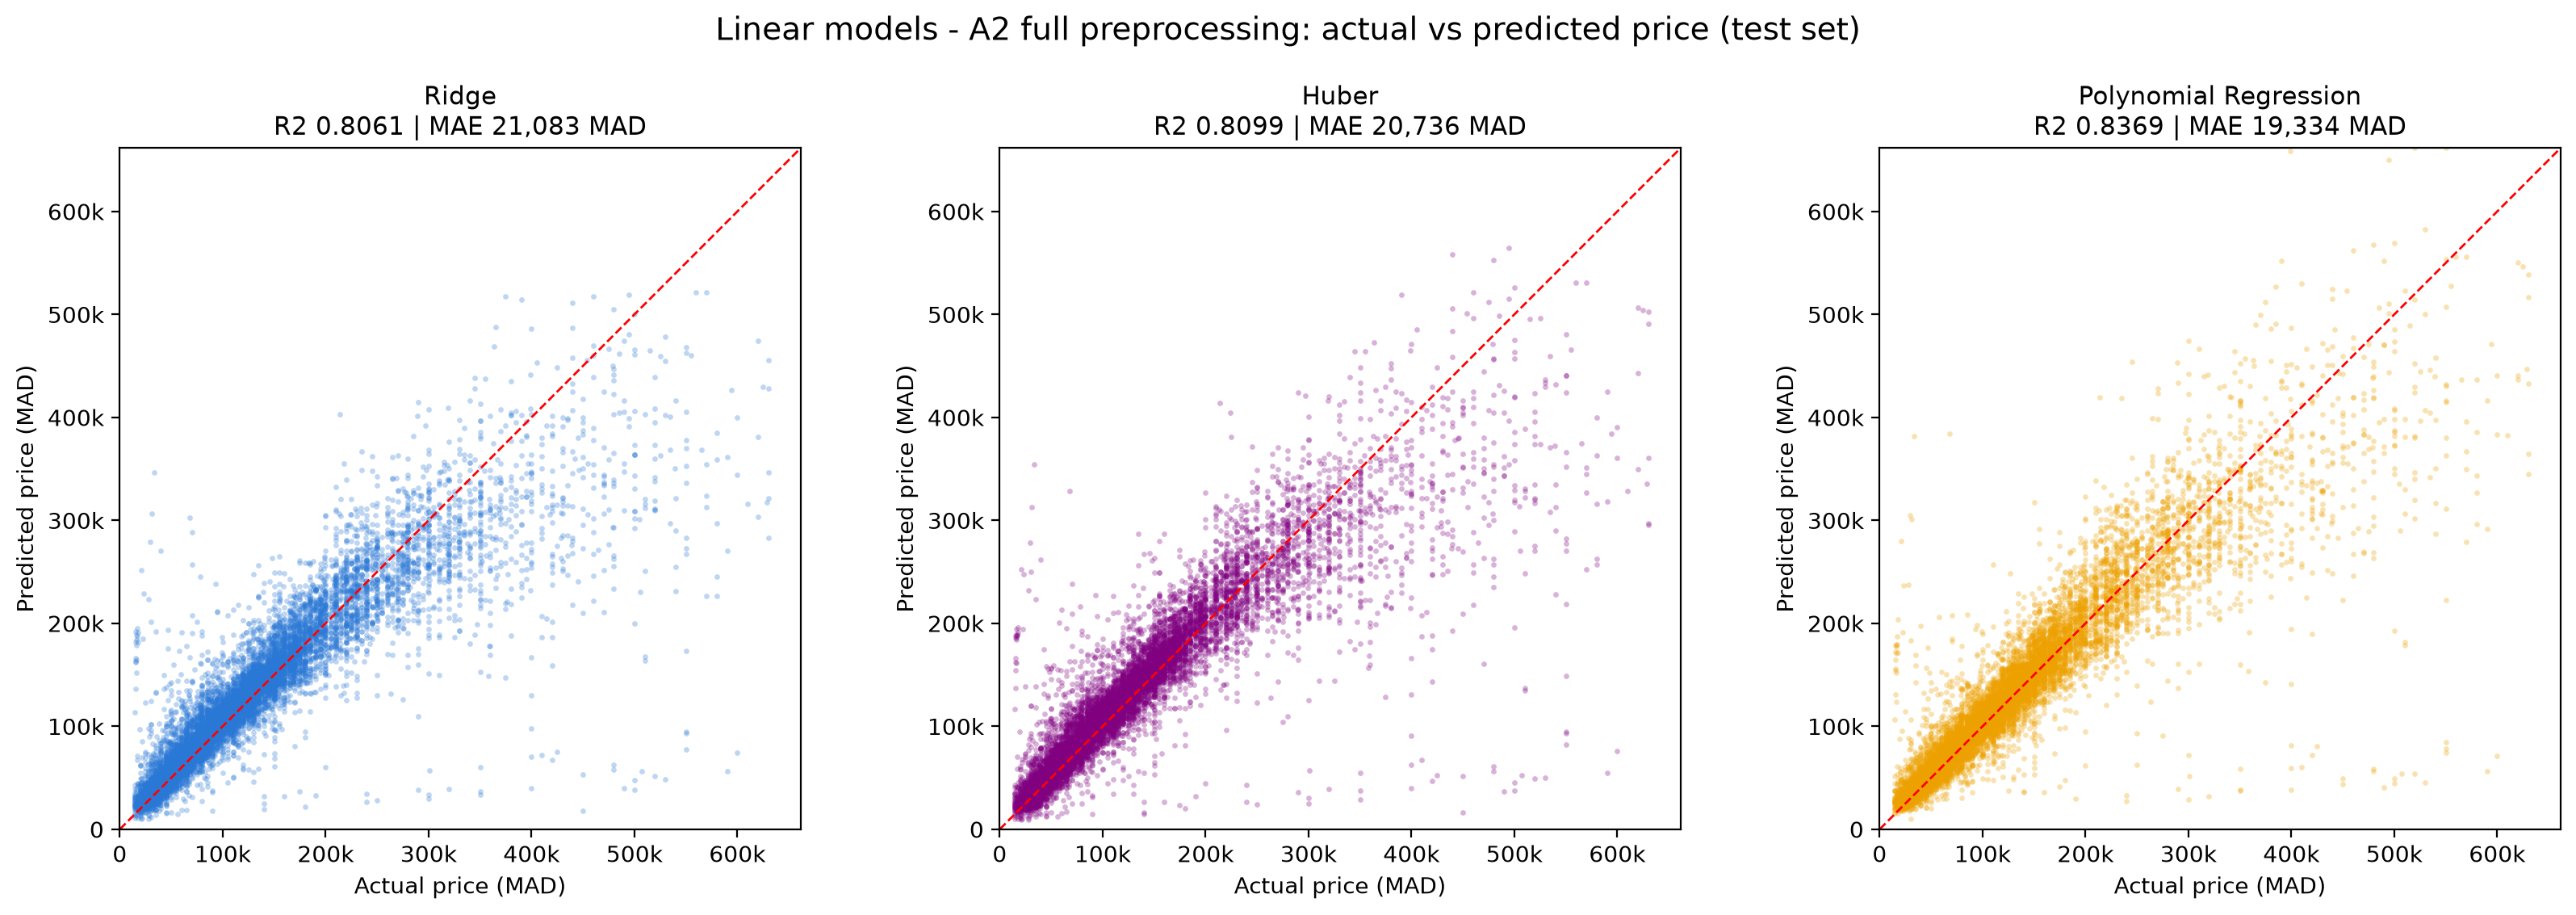 Linear models - A2 full preprocessing: actual vs predicted price (test set)
Ridge
R2 0.8061 | MAE 21,083 MAD
600k
500k
400k
300k
200k
100k
0
Predicted price (MAD)
0 100k 200k 300k 400k 500k 600k
Actual price (MAD)
Huber
R2 0.8099 | MAE 20,736 MAD
600k
500k
400k
300k
200k
100k
0
Predicted price (MAD)
0 100k 200k 300k 400k 500k 600k
Actual price (MAD)
Polynomial Regression
R2 0.8369 | MAE 19,334 MAD
600k
500k
400k
300k
200k
100k
0
Predicted price (MAD)
0 100k 200k 300k 400k 500k 600k
Actual price (MAD)